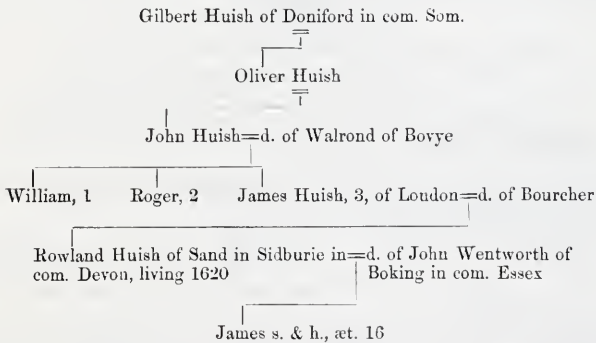 Gilbert Huish of Doniford in com. Som.
=
Oliver Huish
=
John Huish=d. of Walrond of Bovye
William, 1 Roger, 2 James Huish, 3, of London=d. of Bourcher
Rowland Huish of Sand in Sidburie in=d. of John Wentworth of
com. Devon, living 1620 Boking in com. Essex
James s. & h., æt. 16